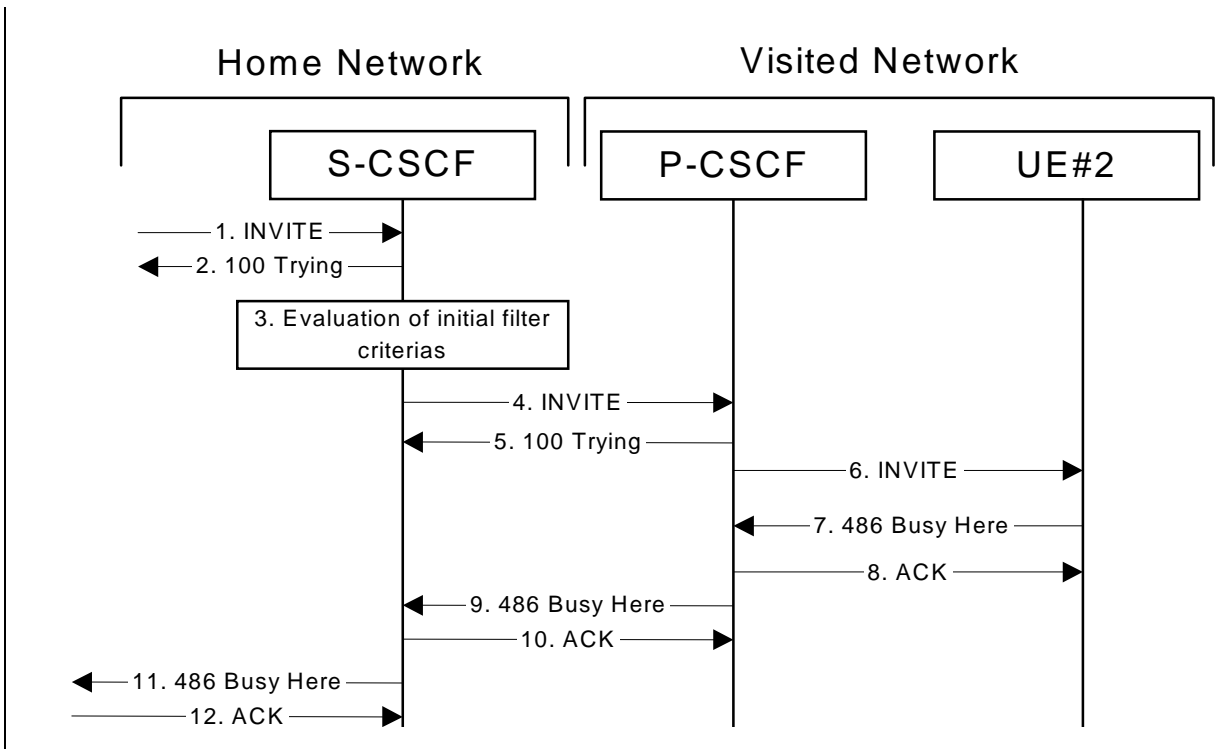 Home Network
Visited Network
S-CSCF
P-CSCF
UE#2
1. INVITE
2. 100 Trying
3. Evaluation of initial filter
criterias
4. INVITE
5. 100 Trying
6. INVITE
7. 486 Busy Here
8. ACK
9. 486 Busy Here
10. ACK
11. 486 Busy Here
12. ACK